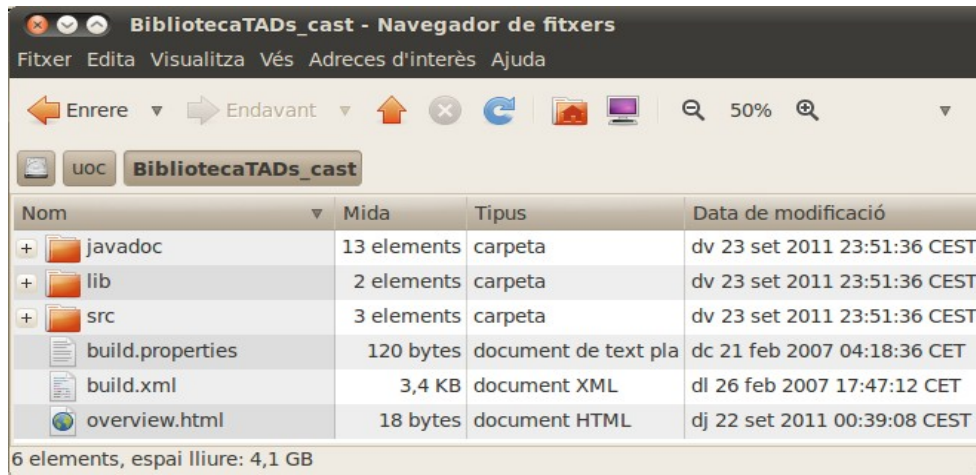 BibliotecaTADs_cast - Navegador de fitxers
Fitxer Edita Visualitza Vés Adreces d'interès Ajuda
Enrere Endavant 50%
uoc BibliotecaTADs_cast
Nom Mida Tipus Data de modificació
javadoc 13 elements carpeta dv 23 set 2011 23:51:36 CEST
lib 2 elements carpeta dv 23 set 2011 23:51:36 CEST
src 3 elements carpeta dv 23 set 2011 23:51:36 CEST
build.properties 120 bytes document de text pla dc 21 feb 2007 04:18:36 CET
build.xml 3,4 KB document XML dl 26 feb 2007 17:47:12 CET
overview.html 18 bytes document HTML dj 22 set 2011 00:39:08 CEST
6 elements, espai lliure: 4,1 GB